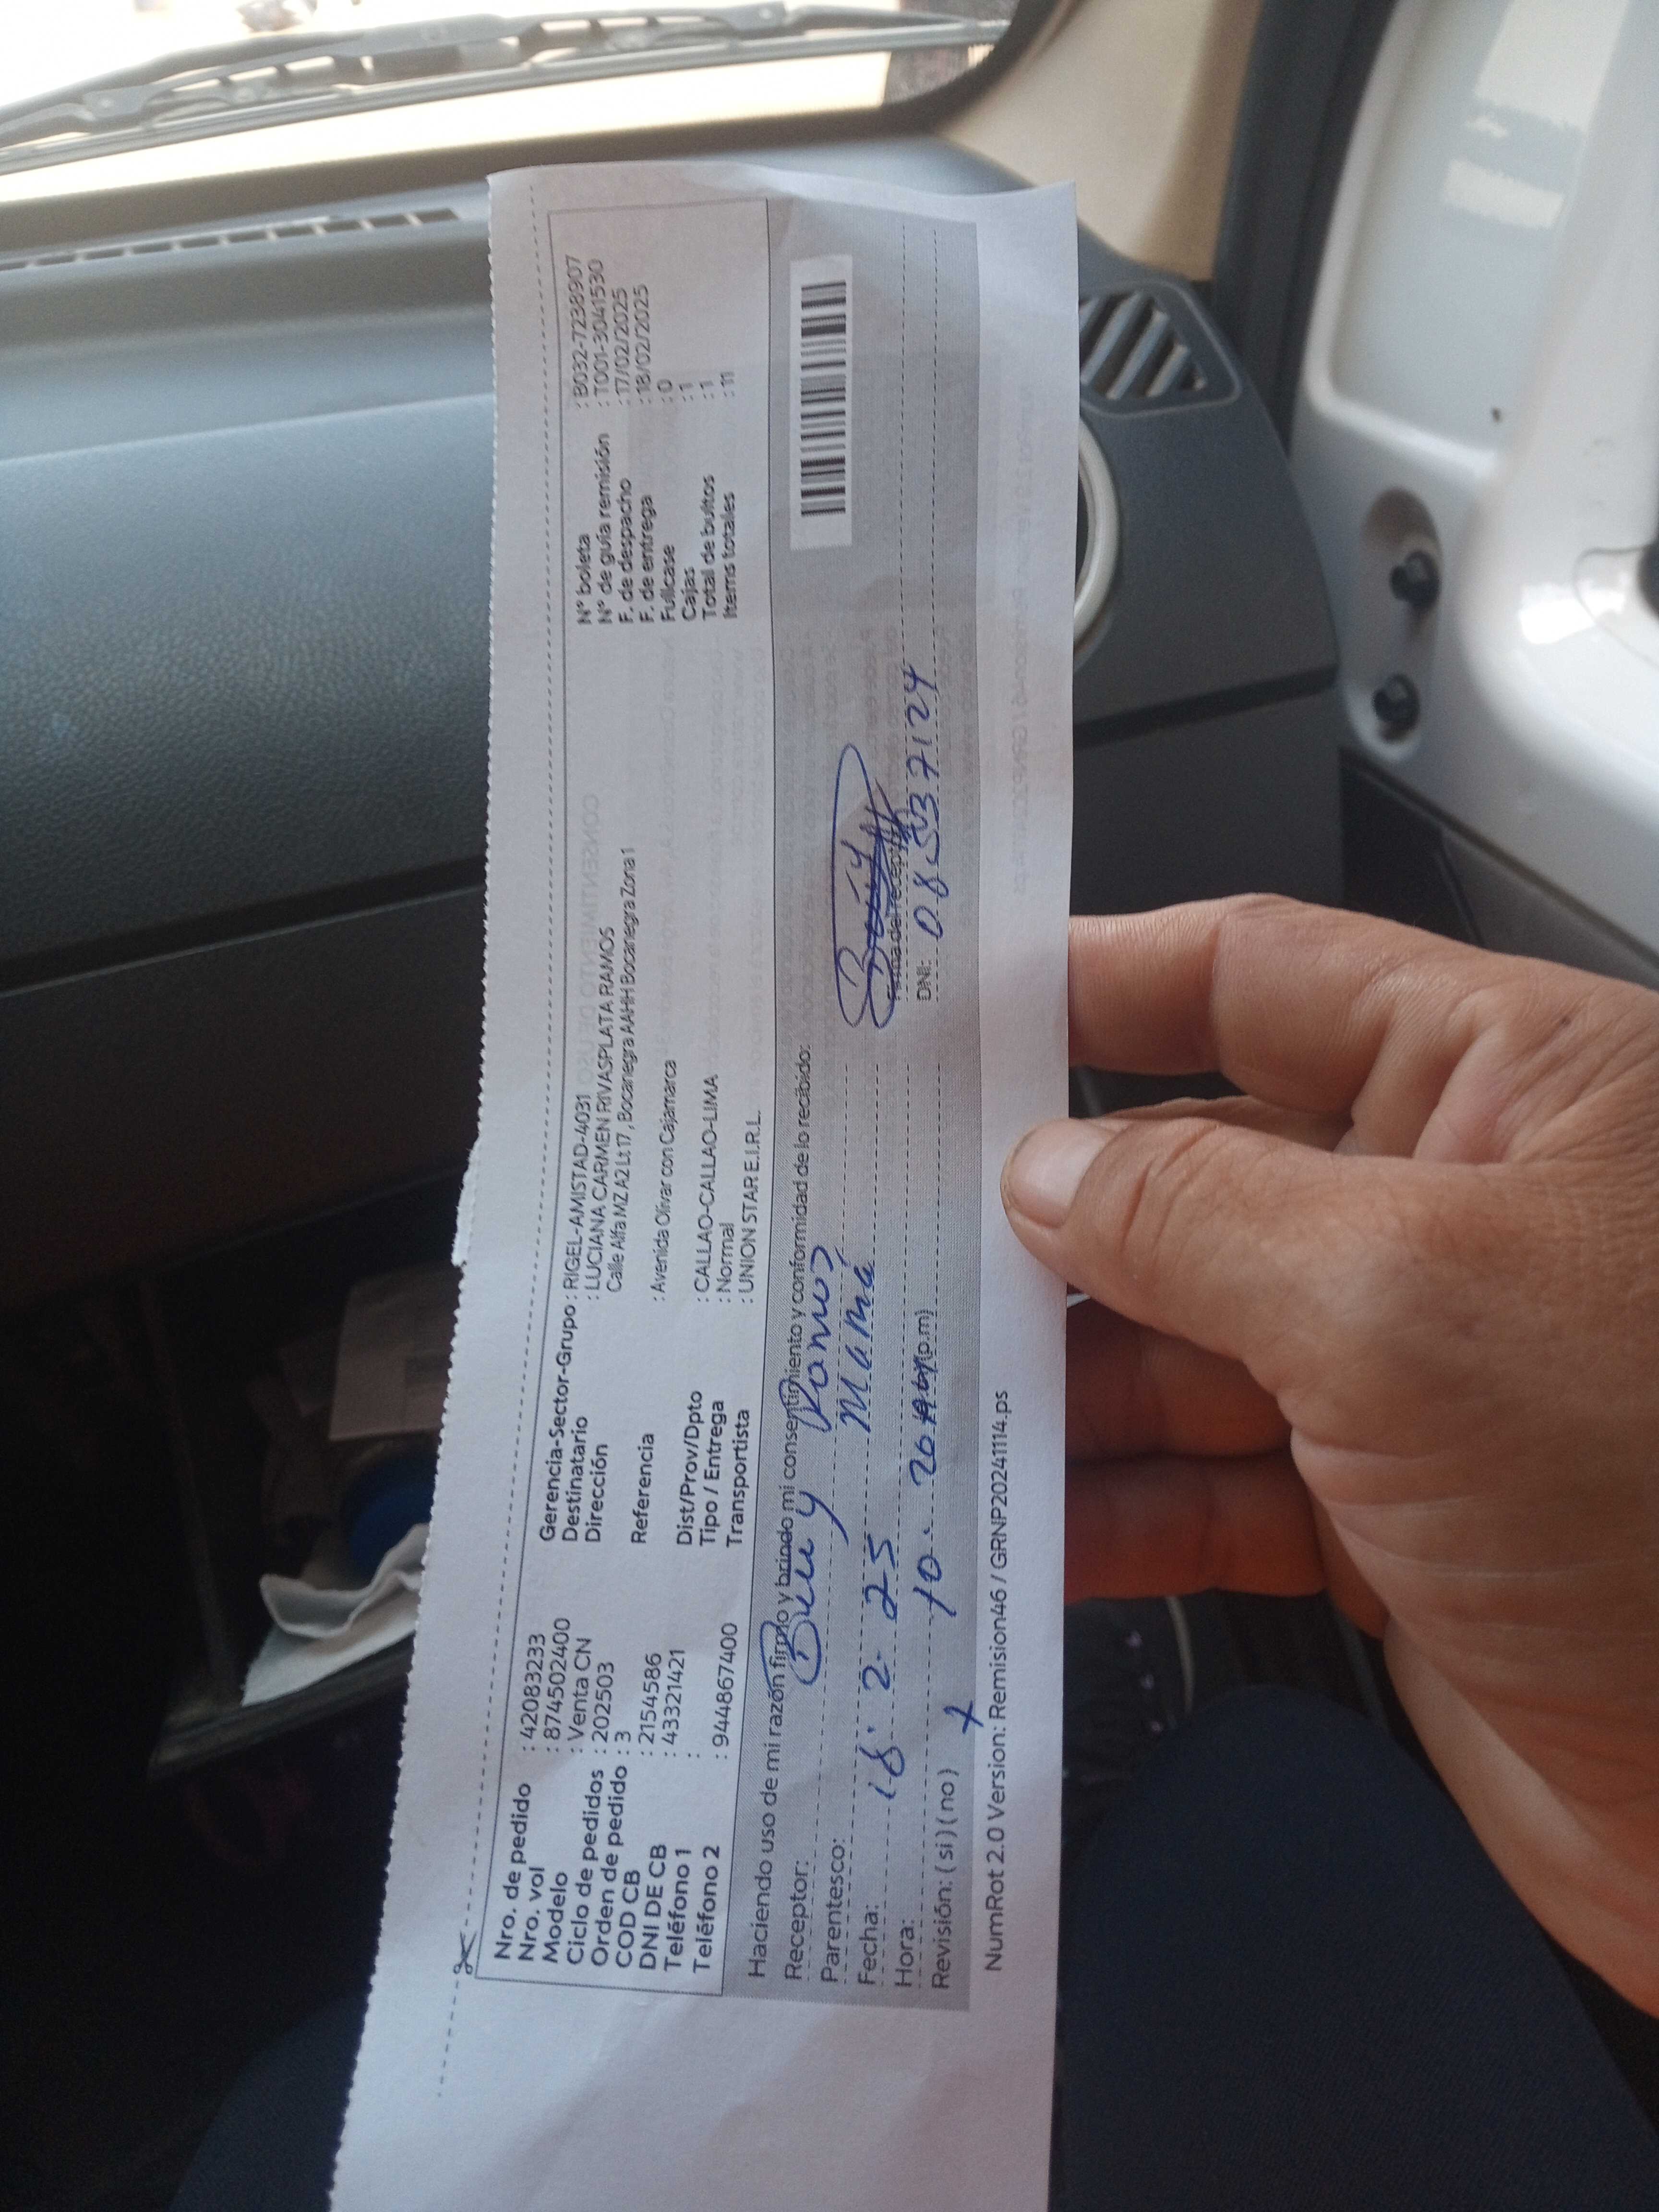 Nro. de pedido : 42083233
Nro. vol : 874502400
Modelo : Venta CN
Ciclo de pedidos : 202503
Orden de pedido : 3
COD CB : 2154586
DNI DE CB : 43321421
Teléfono 1 :
Teléfono 2 : 944867400
Gerencia-Sector-Grupo : RIGEL-AMISTAD-4031
Destinatario : LUCIANA CARMEN RIVASPLATA RAMOS
Dirección Calle Alfa MZ A2 Lt 17, Bocanegra AAHH Bocanegra Zona 1
Referencia : Avenida Olivar con Cajamarca
Dist/Prov/Dpto : CALLAO-CALLAO-LIMA
Tipo / Entrega : Normal
Transportista : UNION STAR E.I.R.L.
N° boleta : B032-7238907
N° de guía remisión : T001-3041530
F. de despacho : 17/02/2025
F. de entrega : 18/02/2025
Fullcase : 0
Cajas : 1
Total de bultos : 1
Items totales : 11
Haciendo uso de mi razón firmo y brindo mi consentimiento y conformidad de lo recibido:
Receptor: Ramos
Parentesco: Mamá
Fecha: 18. 2. 25
Hora: 10. 20 p.m)
Revisión: ( si ) ( no ) x
Firma del receptor
DNI: 08537124
NumRot 2.0 Version: Remision46 / GRNP20241114.ps